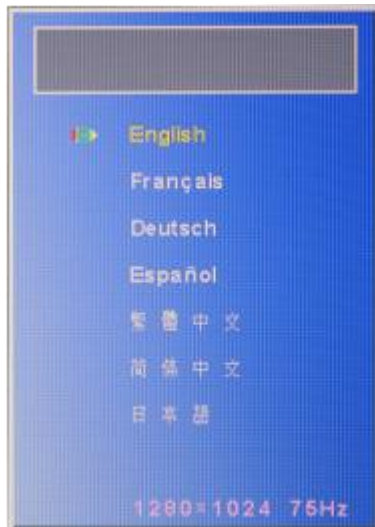 English
Français
Deutsch
Español
繁體中文
简体中文
日本語
1280×1024 75Hz